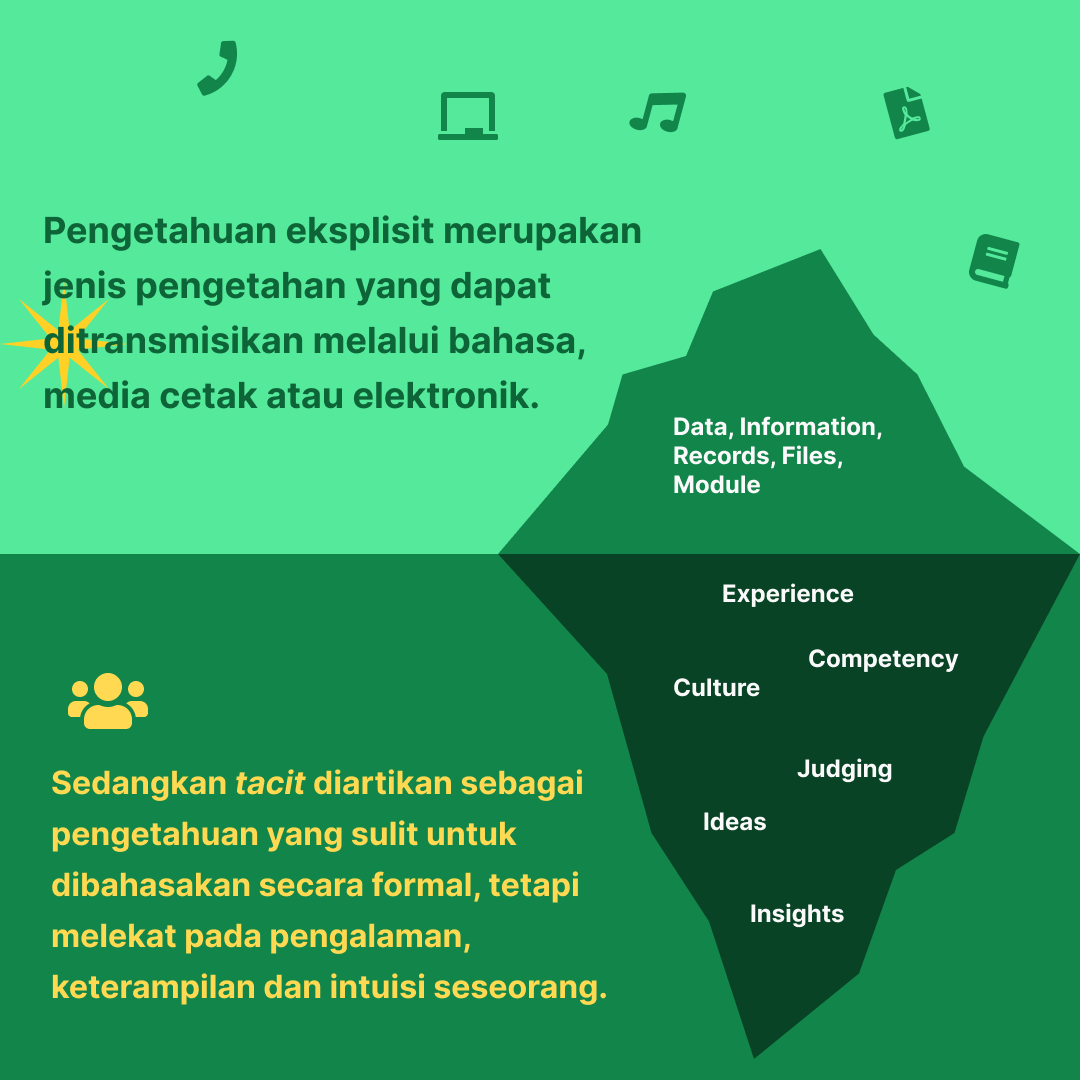 Pengetahuan eksplisit merupakan
jenis pengetahan yang dapat
ditransmisikan melalui bahasa,
media cetak atau elektronik.
Data, Information,
Records, Files,
Module
Experience
Competency
Culture
Judging
Ideas
Insights
Sedangkan tacit diartikan sebagai
pengetahuan yang sulit untuk
dibahasakan secara formal, tetapi
melekat pada pengalaman,
keterampilan dan intuisi seseorang.